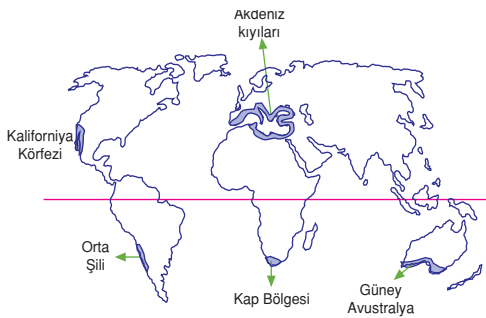 Akdeniz
kıyıları
Kaliforniya
Körfezi
Orta
Şili
Kap Bölgesi
Güney
Avustralya